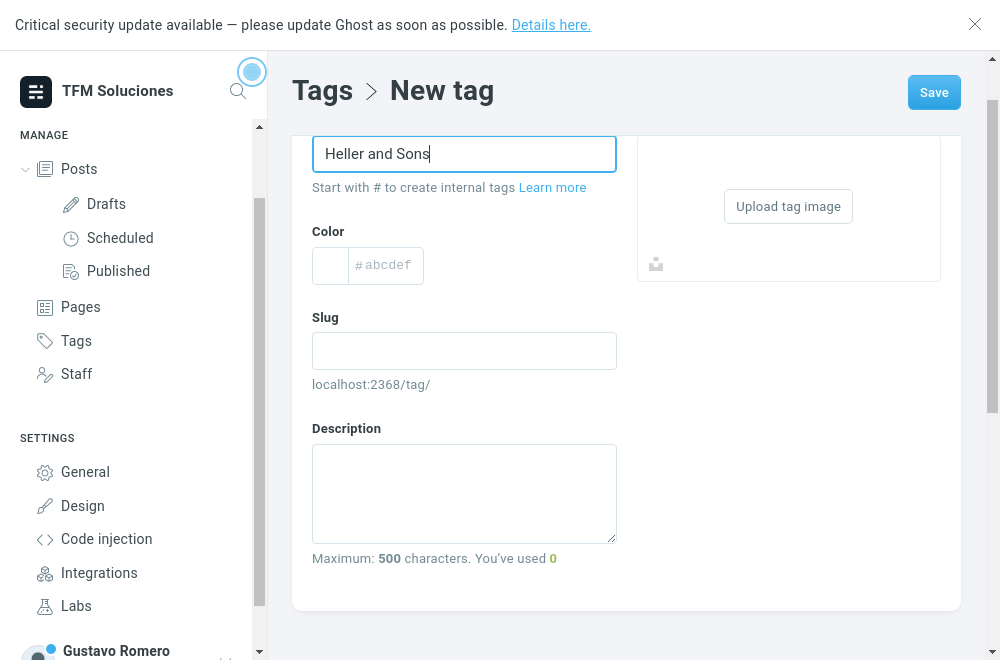 Critical security update available — please update Ghost as soon as possible. Details here.
TFM Soluciones
MANAGE
Posts
Drafts
Scheduled
Published
Pages
Tags
Staff
SETTINGS
General
Design
Code injection
Integrations
Labs
Gustavo Romero
Tags > New tag
Save
Heller and Sons
Start with # to create internal tags Learn more
Color
# abcdef
Slug
localhost:2368/tag/
Description
Maximum: 500 characters. You've used 0
Upload tag image